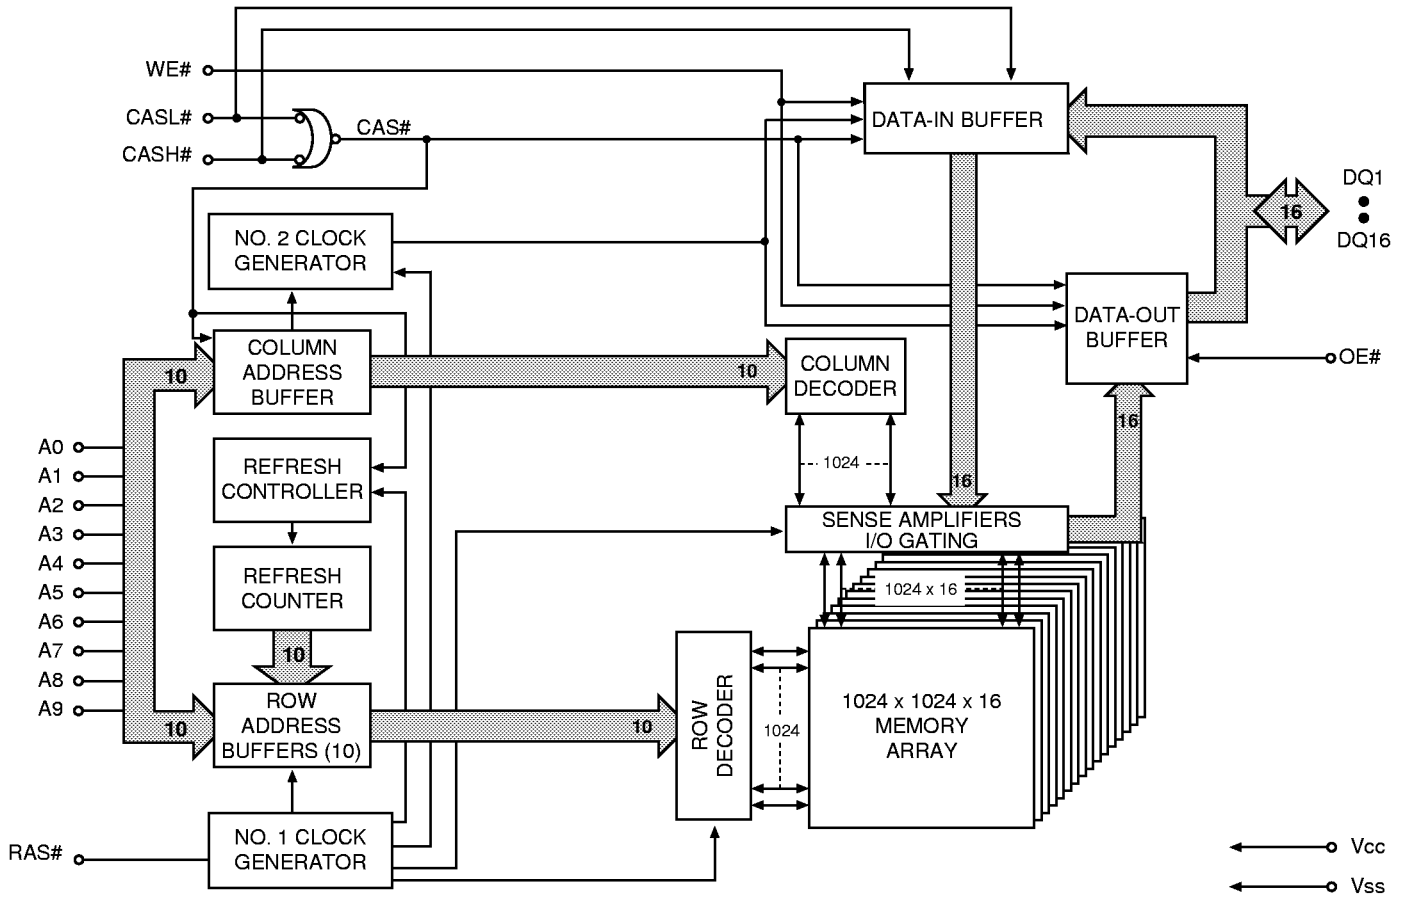 WE#
CASL#
CASH#
CAS#
DATA-IN BUFFER
DQ1
16
DQ16
NO. 2 CLOCK
GENERATOR
DATA-OUT
BUFFER
OE#
COLUMN
ADDRESS
BUFFER
10
10
COLUMN
DECODER
16
A0
A1
A2
A3
A4
A5
A6
A7
A8
A9
REFRESH
CONTROLLER
1024
16
SENSE AMPLIFIERS
I/O GATING
REFRESH
COUNTER
1024 x 16
10
ROW
ADDRESS
BUFFERS (10)
10
10
ROW
DECODER
1024
1024 x 1024 x 16
MEMORY
ARRAY
RAS#
NO. 1 CLOCK
GENERATOR
Vcc
Vss